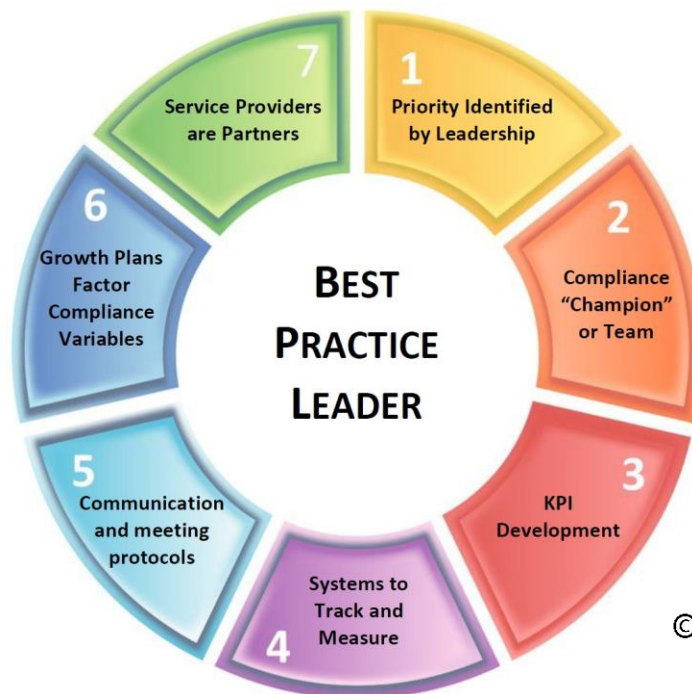 1
Priority Identified
by Leadership
2
Compliance
“Champion”
or Team
3
KPI
Development
4
Systems to
Track and
Measure
5
Communication
and meeting
protocols
6
Growth Plans
Factor
Compliance
Variables
7
Service Providers
are Partners
BEST
PRACTICE
LEADER
©